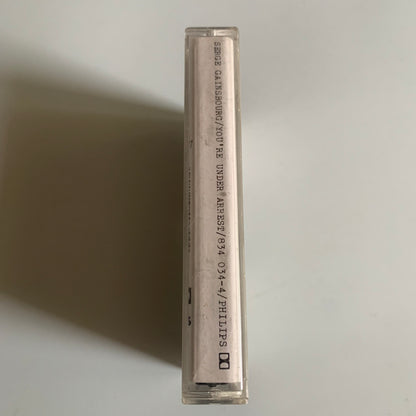 SERGE GAINSBOURG/YOU'RE UNDER ARREST/834 034-4/PHILIPS